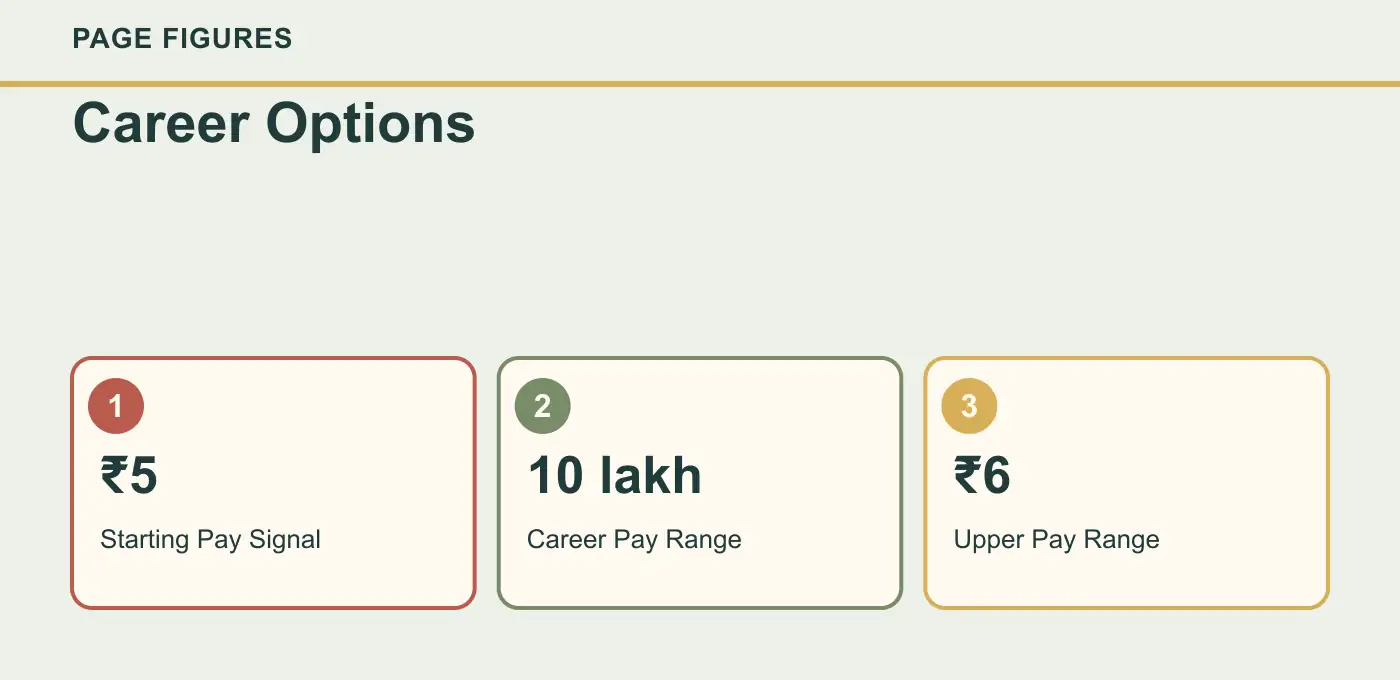 PAGE FIGURES
Career Options
1
₹5
Starting Pay Signal
2
10 lakh
Career Pay Range
3
₹6
Upper Pay Range